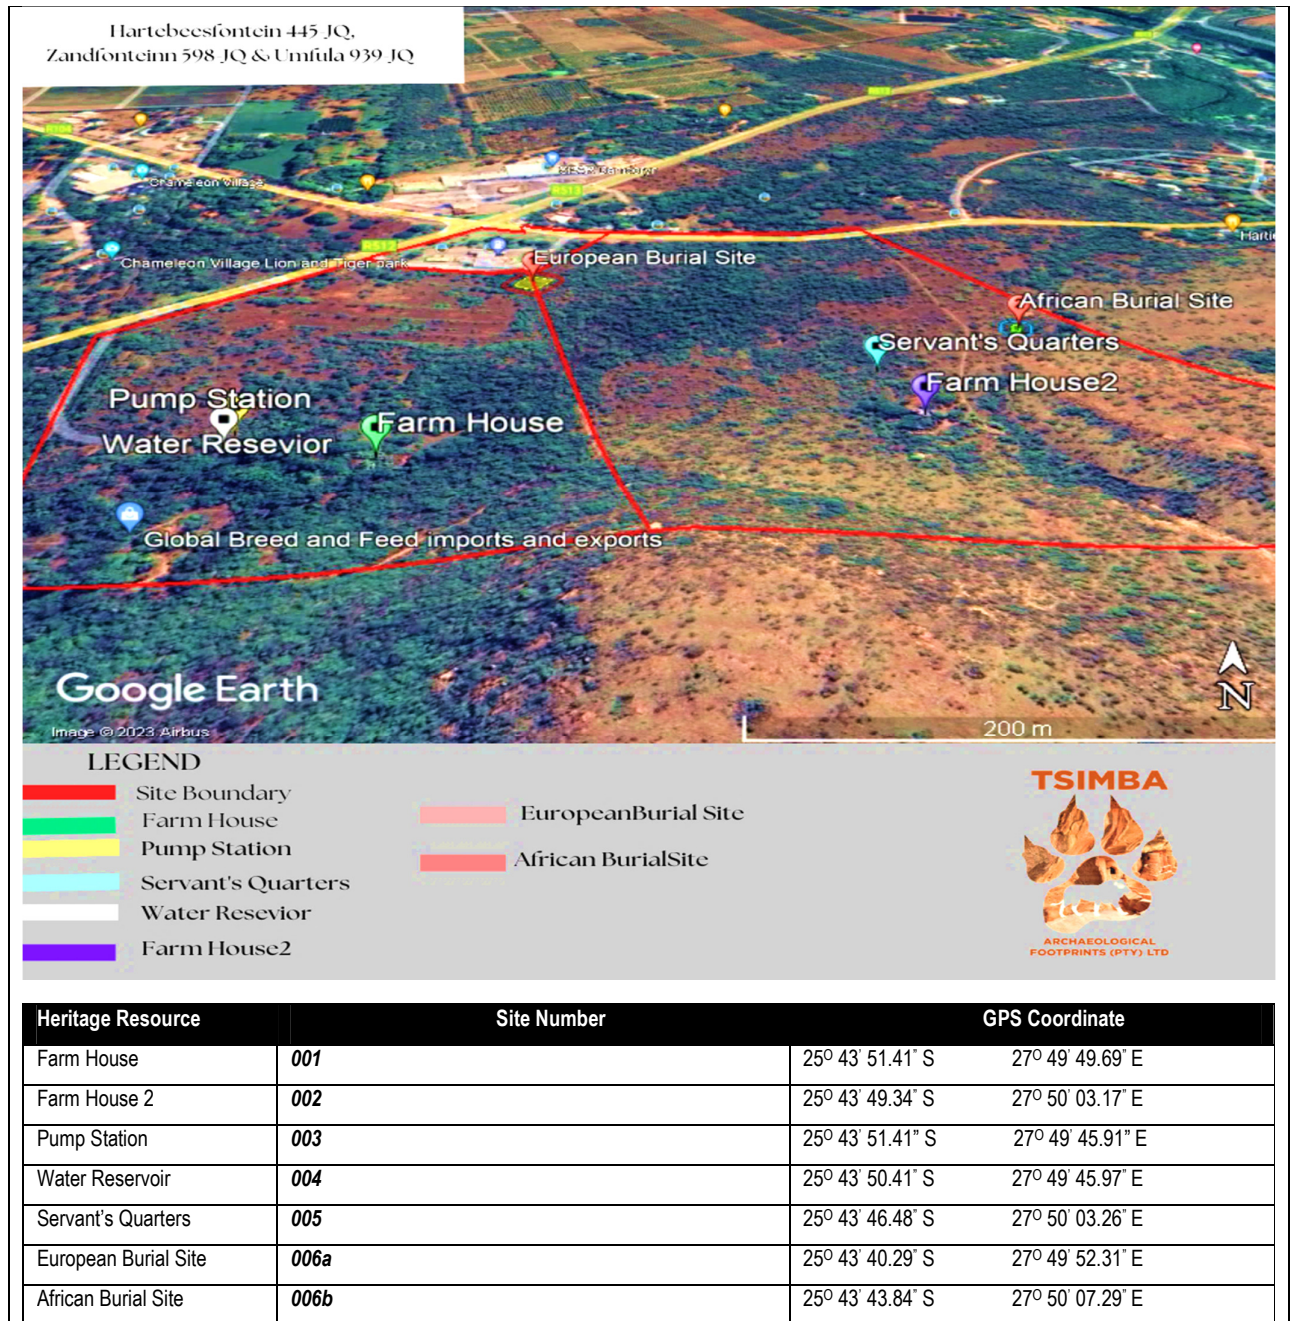 Hartebeesfontein 445 JQ,
Zandfonteinn 598 JQ & Umfula 939 JQ
R104
R513
Chameleon Village
R513
R512
Chameleon Village Lion and Tiger park
European Burial Site
African Burial Site
Servant's Quarters
Farm House2
Pump Station
Farm House
Water Resevior
Global Breed and Feed imports and exports
Google Earth
Image © 2023 Airbus
N
200 m
LEGEND
Site Boundary
Farm House
Pump Station
Servant's Quarters
Water Resevior
Farm House2
EuropeanBurial Site
African BurialSite
TSIMBA
ARCHAEOLOGICAL
FOOTPRINTS (PTY) LTD
Heritage Resource Site Number GPS Coordinate
Farm House 001 25⁰ 43' 51.41" S 27⁰ 49' 49.69" E
Farm House 2 002 25⁰ 43' 49.34" S 27⁰ 50' 03.17" E
Pump Station 003 25⁰ 43' 51.41” S 27⁰ 49' 45.91” E
Water Reservoir 004 25⁰ 43' 50.41" S 27⁰ 49' 45.97" E
Servant’s Quarters 005 25⁰ 43' 46.48" S 27⁰ 50' 03.26" E
European Burial Site 006a 25⁰ 43' 40.29" S 27⁰ 49' 52.31" E
African Burial Site 006b 25⁰ 43' 43.84" S 27⁰ 50' 07.29" E